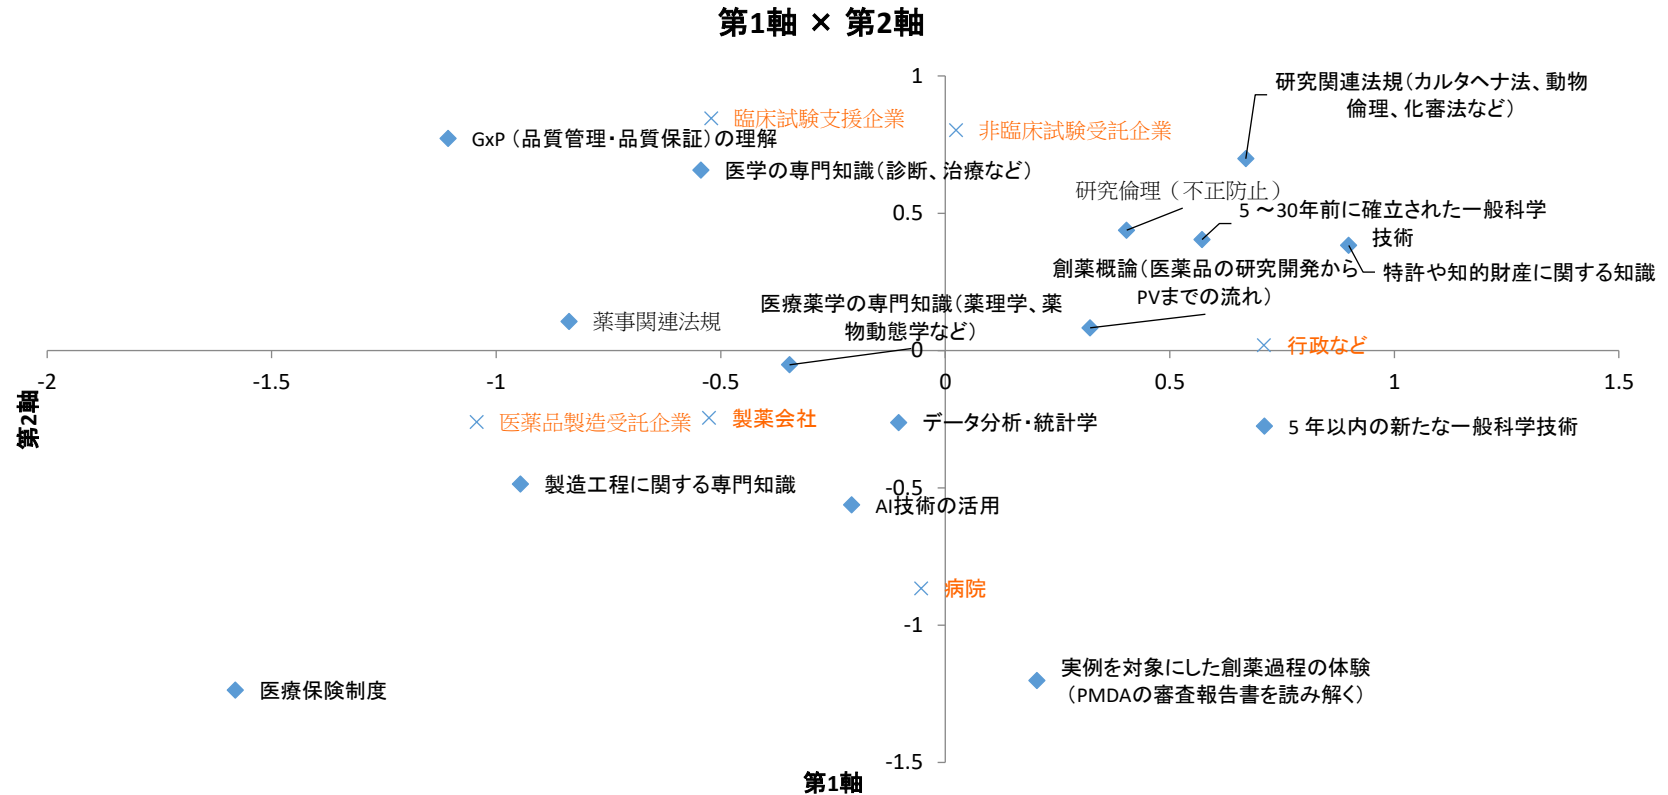 第1軸 × 第2軸
1
研究関連法規（カルタヘナ法、動物
倫理、化審法など）
臨床試験支援企業
非臨床試験受託企業
GxP（品質管理・品質保証）の理解
医学の専門知識（診断、治療など）
研究倫理（不正防止）
0.5
5 ～30年前に確立された一般科学
技術
創薬概論（医薬品の研究開発から
PVまでの流れ）
特許や知的財産に関する知識
医療薬学の専門知識（薬理学、薬
物動態学など）
薬事関連法規
0
行政など
-2
-1.5
-1
-0.5
0
0.5
1
1.5
第2軸
医薬品製造受託企業
製薬会社
データ分析・統計学
5 年以内の新たな一般科学技術
製造工程に関する専門知識
-0.5
AI技術の活用
病院
-1
実例を対象にした創薬過程の体験
（PMDAの審査報告書を読み解く）
医療保険制度
-1.5
第1軸